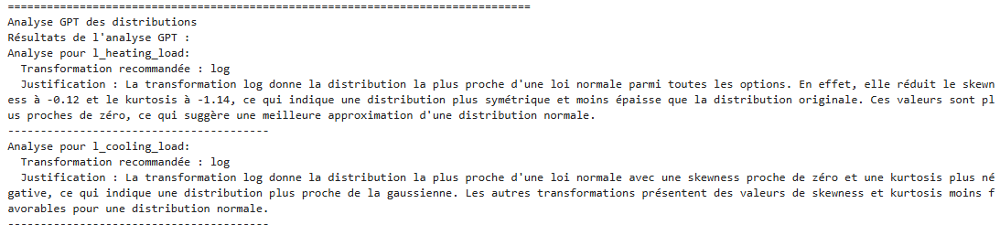 ================================================================================
Analyse GPT des distributions
Résultats de l'analyse GPT :
Analyse pour l_heating_load:
  Transformation recommandée : log
  Justification : La transformation log donne la distribution la plus proche d'une loi normale parmi toutes les options. En effet, elle réduit le skewn
ess à -0.12 et le kurtosis à -1.14, ce qui indique une distribution plus symétrique et moins épaisse que la distribution originale. Ces valeurs sont pl
us proches de zéro, ce qui suggère une meilleure approximation d'une distribution normale.
----------------------------------------
Analyse pour l_cooling_load:
  Transformation recommandée : log
  Justification : La transformation log donne la distribution la plus proche d'une loi normale avec une skewness proche de zéro et une kurtosis plus né
gative, ce qui indique une distribution plus proche de la gaussienne. Les autres transformations présentent des valeurs de skewness et kurtosis moins f
avorables pour une distribution normale.
----------------------------------------